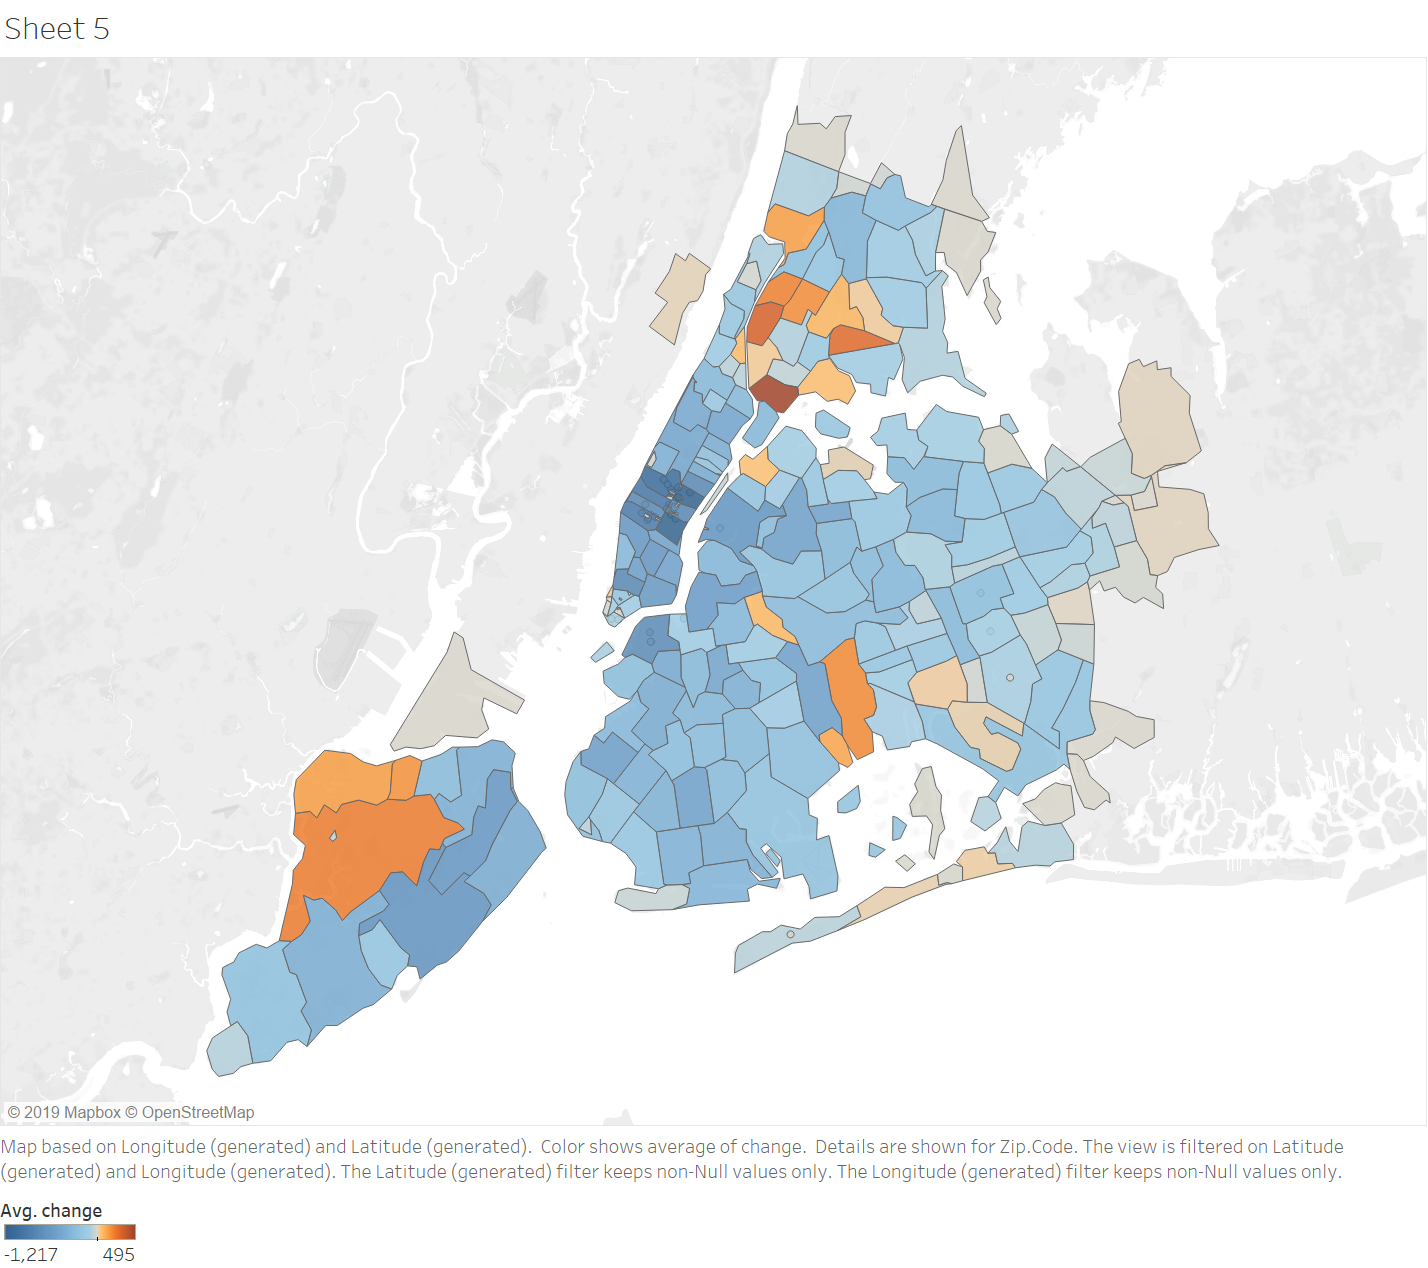 Sheet 5
© 2019 Mapbox © OpenStreetMap
Map based on Longitude (generated) and Latitude (generated).  Color shows average of change.  Details are shown for Zip.Code. The view is filtered on Latitude
(generated) and Longitude (generated). The Latitude (generated) filter keeps non-Null values only. The Longitude (generated) filter keeps non-Null values only.
Avg. change
-1,217 495